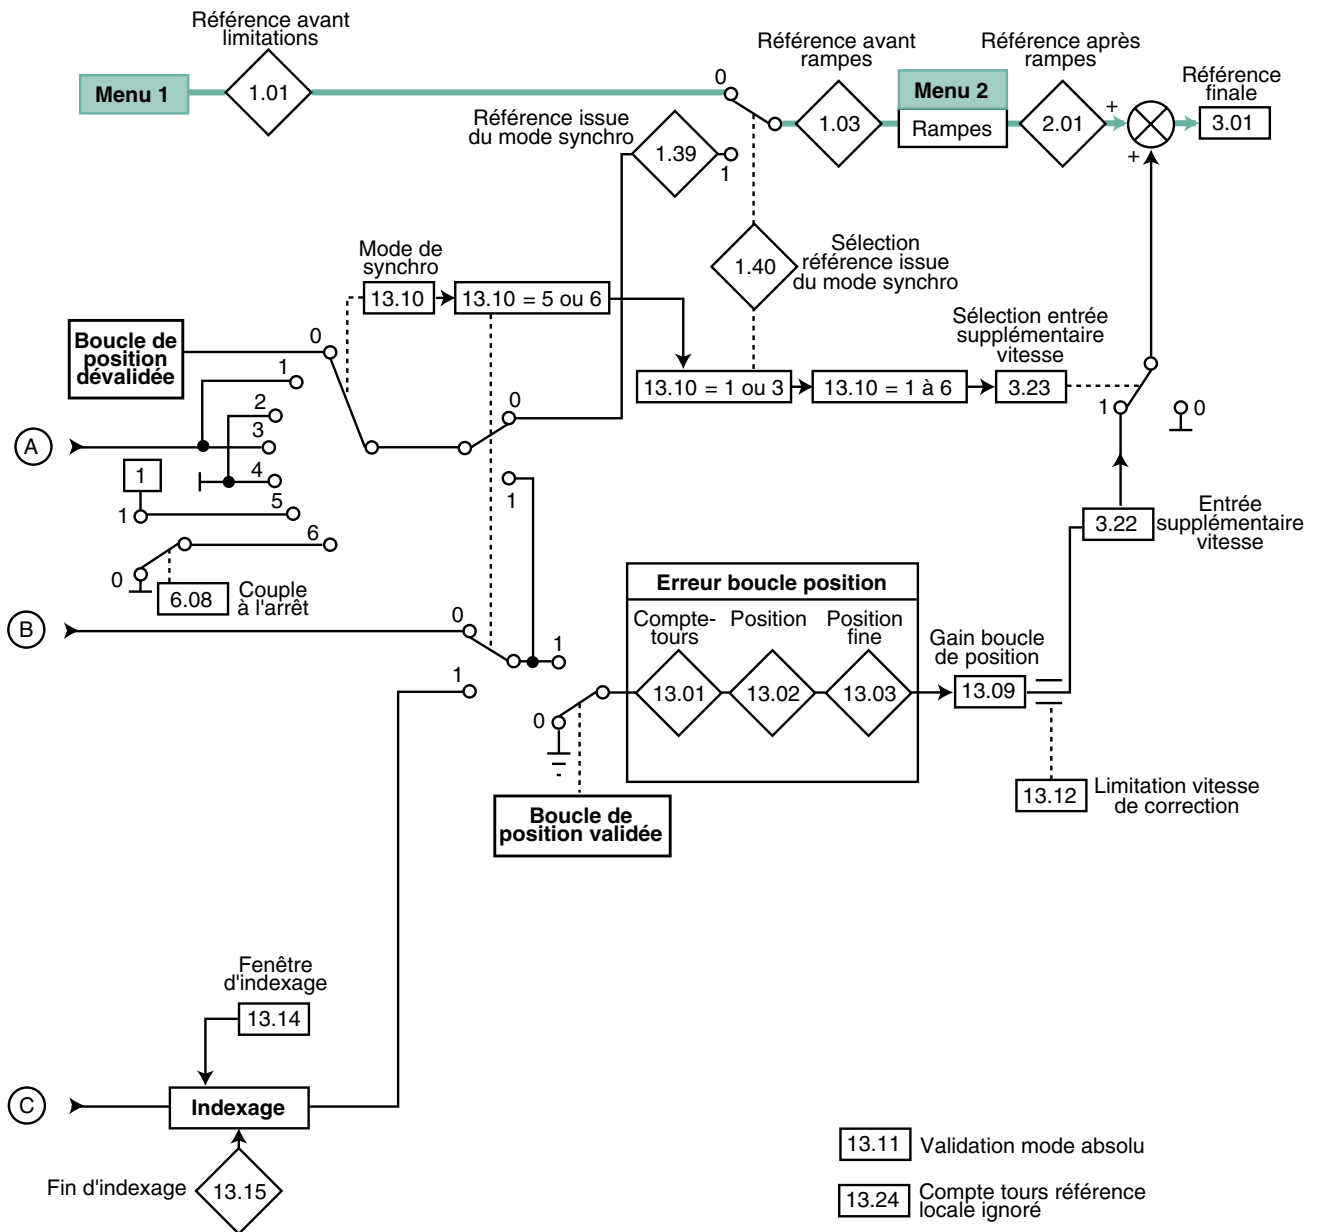 Référence avant
limitations
Menu 1
1.01
0
Référence avant
rampes
1.03
Menu 2
Rampes
Référence après
rampes
2.01
+
+
Référence
finale
3.01
Référence issue
du mode synchro
1.39
1
1.40
Sélection
référence issue
du mode synchro
Mode de
synchro
13.10
13.10 = 5 ou 6
Sélection entrée
supplémentaire
vitesse
13.10 = 1 ou 3
13.10 = 1 à 6
3.23
1
0
Boucle de
position
dévalidée
0
1
2
3
4
5
6
A
1
1
0
6.08
Couple
à l'arrêt
0
1
3.22
Entrée
supplémentaire
vitesse
B
0
1
1
0
Erreur boucle position
Compte-
tours
Position
Position
fine
13.01
13.02
13.03
Gain boucle
de position
13.09
13.12
Limitation vitesse
de correction
Boucle de
position validée
Fenêtre
d'indexage
13.14
C
Indexage
Fin d'indexage
13.15
13.11
Validation mode absolu
13.24
Compte tours référence
locale ignoré